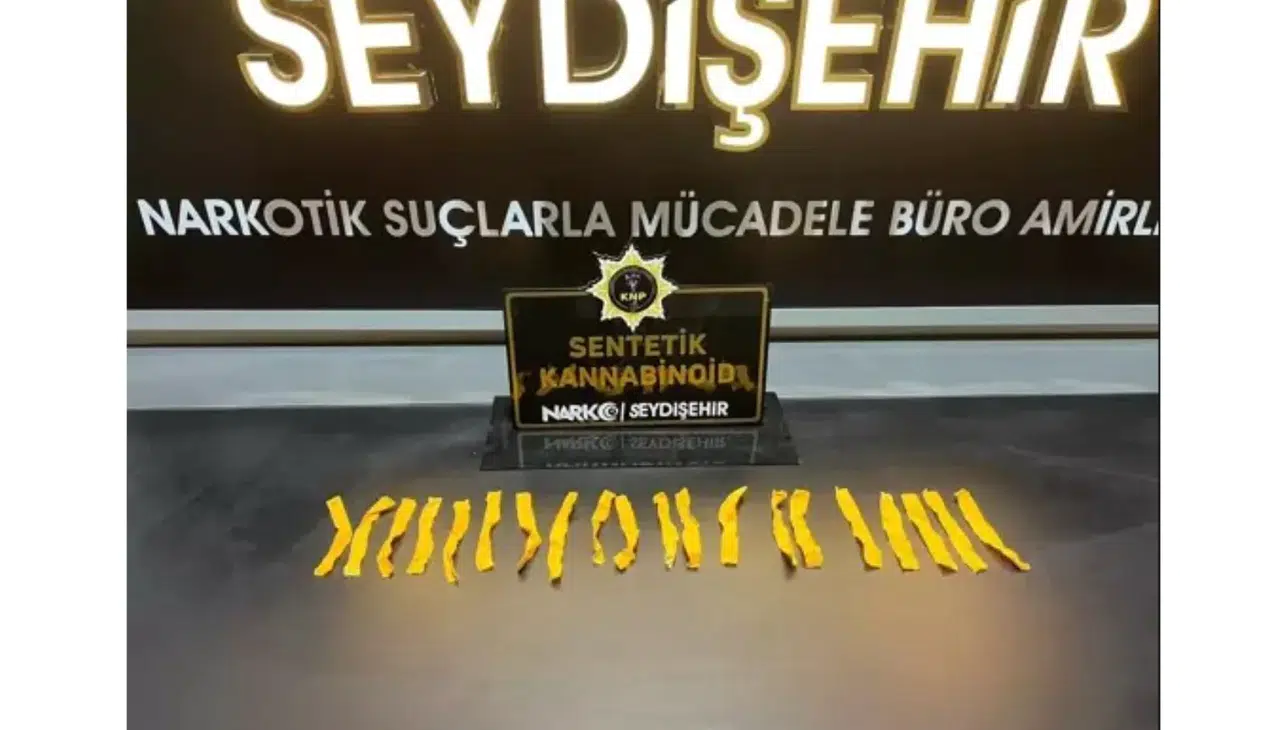 SEYDİŞEHİR
NARKOTİK SUÇLARLA MÜCADELE BÜRO AMİRL
KNP
SENTETİK
KANNABİNOİD
NARKO | SEYDİŞEHİR